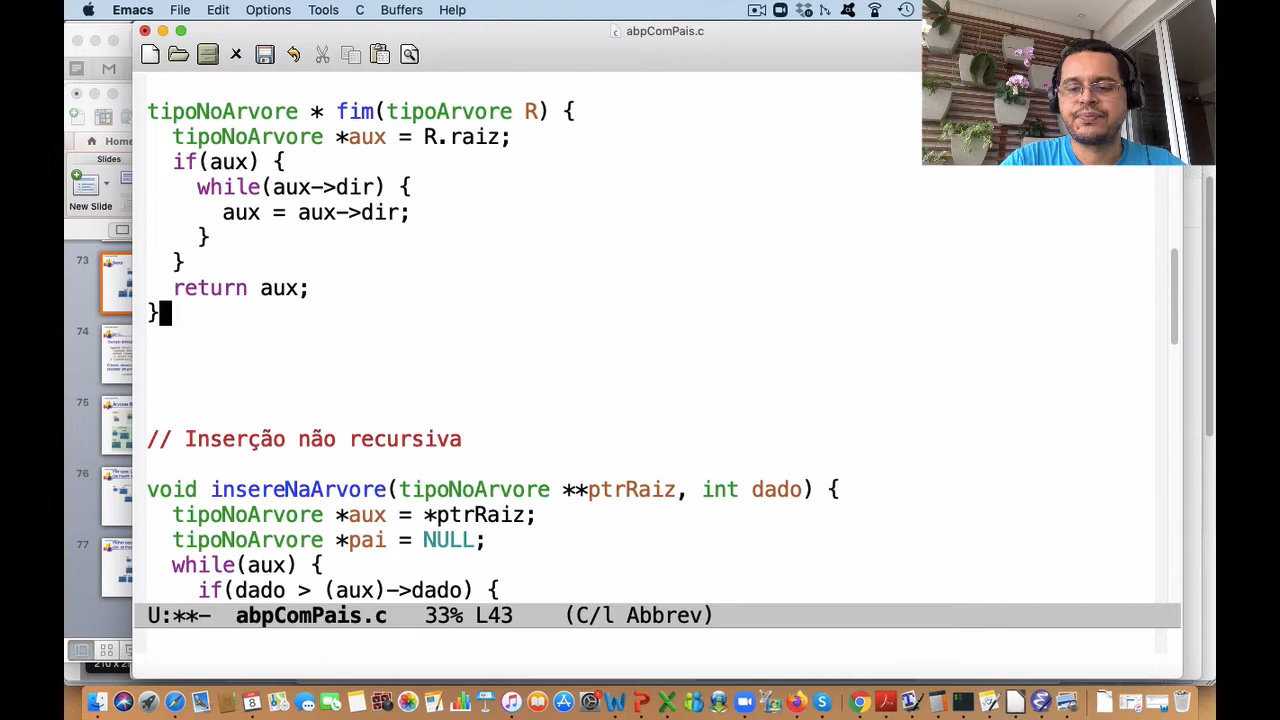 Emacs File Edit Options Tools C Buffers Help
abpComPais.c
tipoNoArvore * fim(tipoArvore R) {
tipoNoArvore *aux = R.raiz;
if(aux) {
while(aux->dir) {
aux = aux->dir;
}
}
return aux;
}
// Inserção não recursiva
void insereNaArvore(tipoNoArvore **ptrRaiz, int dado) {
tipoNoArvore *aux = *ptrRaiz;
tipoNoArvore *pai = NULL;
while(aux) {
if(dado > (aux)->dado) {
U:**- abpComPais.c 33% L43 (C/l Abbrev)
Home
Slides
New Slide
73
74
75
76
77